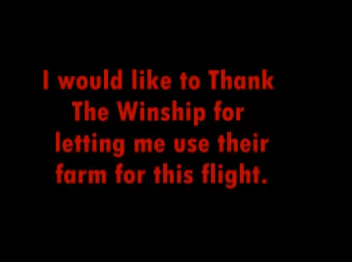 I would like to Thank
The Winship for
letting me use their
farm for this flight.